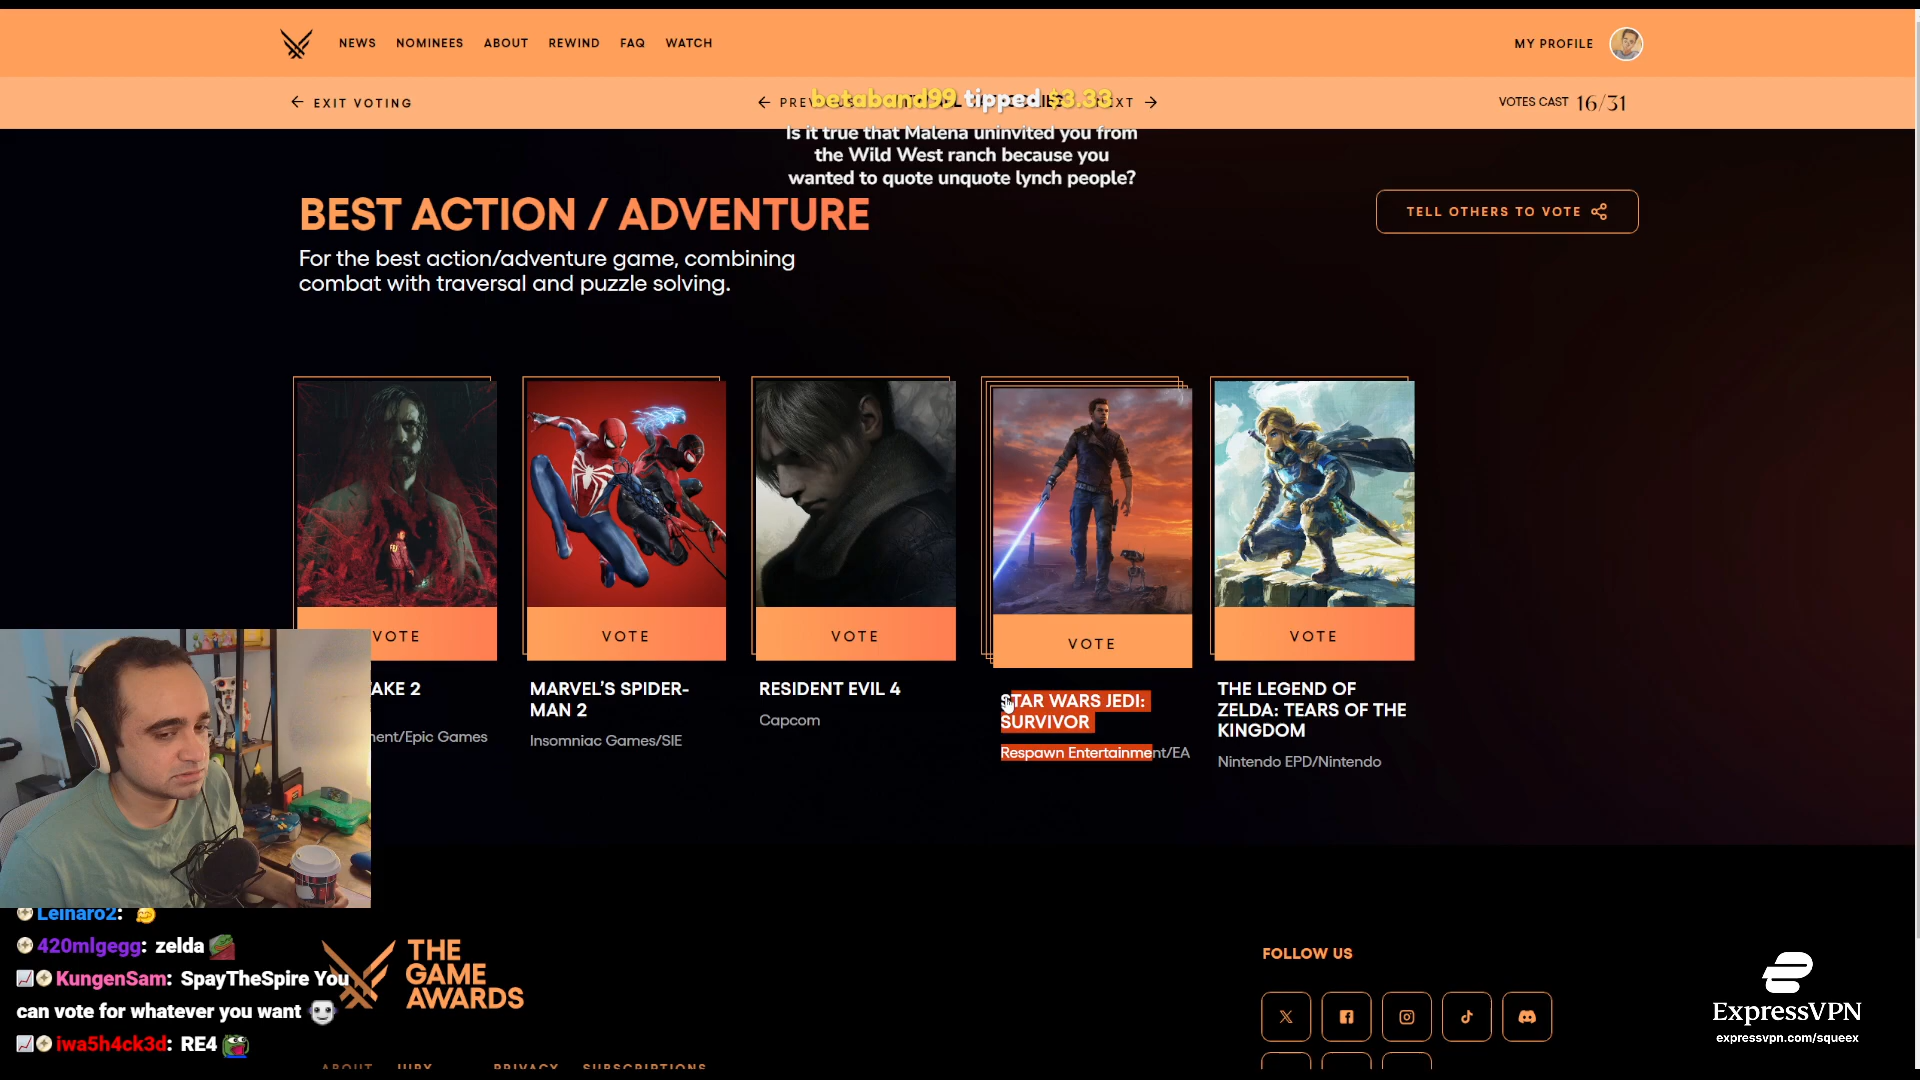 NEWS NOMINEES ABOUT REWIND FAQ WATCH
MY PROFILE
EXIT VOTING
VOTES CAST 16/31
betaband99 tipped $3.33
Is it true that Malena uninvited you from
the Wild West ranch because you
wanted to quote unquote lynch people?
BEST ACTION / ADVENTURE
For the best action/adventure game, combining
combat with traversal and puzzle solving.
TELL OTHERS TO VOTE
VOTE
AKE 2
ent/Epic Games
VOTE
MARVEL'S SPIDER-
MAN 2
Insomniac Games/SIE
VOTE
RESIDENT EVIL 4
Capcom
VOTE
STAR WARS JEDI:
SURVIVOR
Respawn Entertainment/EA
VOTE
THE LEGEND OF
ZELDA: TEARS OF THE
KINGDOM
Nintendo EPD/Nintendo
Leinaro2:
420mlgegg: zelda
KungenSam: SpayTheSpire You
can vote for whatever you want
iwa5h4ck3d: RE4
THE
GAME
AWARDS
FOLLOW US
ExpressVPN
expressvpn.com/squeex
ABOUT JURY PRIVACY SUBSCRIPTIONS